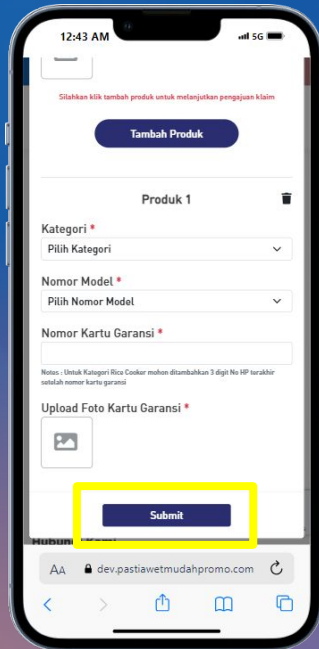 12:43 AM
5G
Silahkan klik tambah produk untuk melanjutkan pengajuan klaim
Tambah Produk
Produk 1
Kategori *
Pilih Kategori
Nomor Model *
Pilih Nomor Model
Nomor Kartu Garansi *
Notes : Untuk Kategori Rice Cooker mohon ditambahkan 3 digit No HP terakhir
setelah nomor kartu garansi
Upload Foto Kartu Garansi *
Submit
Hubungi Kami
AA dev.pastiawetmudahpromo.com